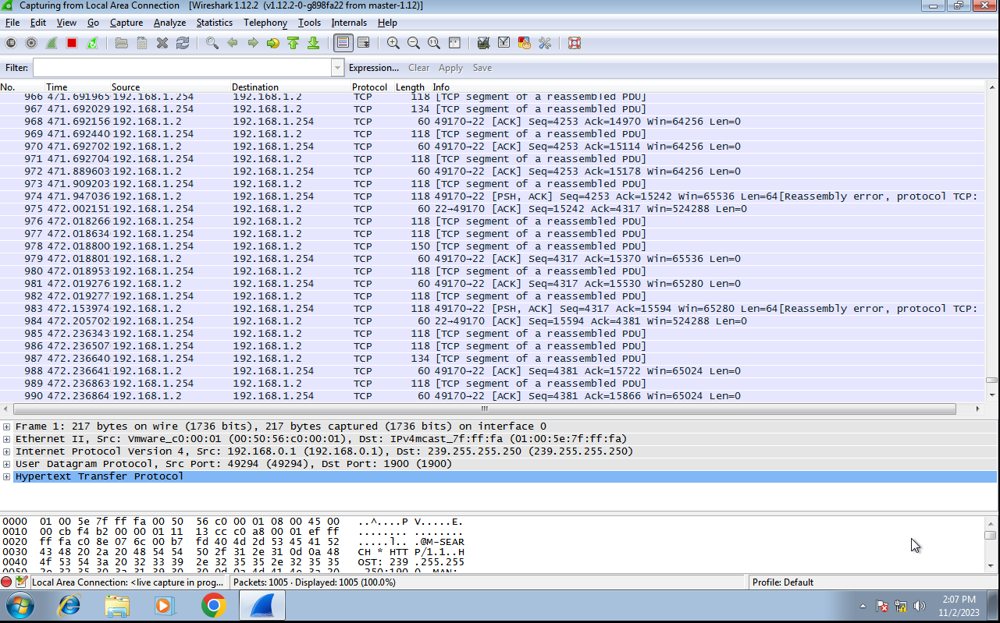 Capturing from Local Area Connection [Wireshark 1.12.2 (v1.12.2-0-g898fa22 from master-1.12)]
File Edit View Go Capture Analyze Statistics Telephony Tools Internals Help
Filter: Expression... Clear Apply Save
No. Time Source Destination Protocol Length Info
966 471.691965 192.168.1.254 192.168.1.2 TCP 118 [TCP segment of a reassembled PDU]
967 471.692029 192.168.1.254 192.168.1.2 TCP 134 [TCP segment of a reassembled PDU]
968 471.692156 192.168.1.2 192.168.1.254 TCP 60 49170→22 [ACK] Seq=4253 Ack=14970 Win=64256 Len=0
969 471.692440 192.168.1.254 192.168.1.2 TCP 118 [TCP segment of a reassembled PDU]
970 471.692702 192.168.1.2 192.168.1.254 TCP 60 49170→22 [ACK] Seq=4253 Ack=15114 Win=64256 Len=0
971 471.692704 192.168.1.254 192.168.1.2 TCP 118 [TCP segment of a reassembled PDU]
972 471.889603 192.168.1.2 192.168.1.254 TCP 60 49170→22 [ACK] Seq=4253 Ack=15178 Win=64256 Len=0
973 471.909203 192.168.1.254 192.168.1.2 TCP 118 [TCP segment of a reassembled PDU]
974 471.947036 192.168.1.2 192.168.1.254 TCP 118 49170→22 [PSH, ACK] Seq=4253 Ack=15242 Win=65536 Len=64[Reassembly error, protocol TCP:
975 472.002151 192.168.1.254 192.168.1.2 TCP 60 22→49170 [ACK] Seq=15242 Ack=4317 Win=524288 Len=0
976 472.018266 192.168.1.254 192.168.1.2 TCP 118 [TCP segment of a reassembled PDU]
977 472.018634 192.168.1.254 192.168.1.2 TCP 118 [TCP segment of a reassembled PDU]
978 472.018800 192.168.1.254 192.168.1.2 TCP 150 [TCP segment of a reassembled PDU]
979 472.018801 192.168.1.2 192.168.1.254 TCP 60 49170→22 [ACK] Seq=4317 Ack=15370 Win=65536 Len=0
980 472.018953 192.168.1.254 192.168.1.2 TCP 118 [TCP segment of a reassembled PDU]
981 472.019276 192.168.1.2 192.168.1.254 TCP 60 49170→22 [ACK] Seq=4317 Ack=15530 Win=65280 Len=0
982 472.019277 192.168.1.254 192.168.1.2 TCP 118 [TCP segment of a reassembled PDU]
983 472.153974 192.168.1.2 192.168.1.254 TCP 118 49170→22 [PSH, ACK] Seq=4317 Ack=15594 Win=65280 Len=64[Reassembly error, protocol TCP:
984 472.205702 192.168.1.254 192.168.1.2 TCP 60 22→49170 [ACK] Seq=15594 Ack=4381 Win=524288 Len=0
985 472.236343 192.168.1.254 192.168.1.2 TCP 118 [TCP segment of a reassembled PDU]
986 472.236507 192.168.1.254 192.168.1.2 TCP 118 [TCP segment of a reassembled PDU]
987 472.236640 192.168.1.254 192.168.1.2 TCP 134 [TCP segment of a reassembled PDU]
988 472.236641 192.168.1.2 192.168.1.254 TCP 60 49170→22 [ACK] Seq=4381 Ack=15722 Win=65024 Len=0
989 472.236863 192.168.1.254 192.168.1.2 TCP 118 [TCP segment of a reassembled PDU]
990 472.236864 192.168.1.2 192.168.1.254 TCP 60 49170→22 [ACK] Seq=4381 Ack=15866 Win=65024 Len=0
Frame 1: 217 bytes on wire (1736 bits), 217 bytes captured (1736 bits) on interface 0
Ethernet II, Src: Vmware_c0:00:01 (00:50:56:c0:00:01), Dst: IPv4mcast_7f:ff:fa (01:00:5e:7f:ff:fa)
Internet Protocol Version 4, Src: 192.168.0.1 (192.168.0.1), Dst: 239.255.255.250 (239.255.255.250)
User Datagram Protocol, Src Port: 49294 (49294), Dst Port: 1900 (1900)
Hypertext Transfer Protocol
0000 01 00 5e 7f ff fa 00 50 56 c0 00 01 08 00 45 00 ..^....P V.....E.
0010 00 cb f4 b2 00 00 01 11 13 cc c0 a8 00 01 ef ff ........ ........
0020 ff fa c0 8e 07 6c 00 b7 fd 40 4d 2d 53 45 41 52 .....l.. .@M-SEAR
0030 43 48 20 2a 20 48 54 54 50 2f 31 2e 31 0d 0a 48 CH * HTT P/1.1..H
0040 4f 53 54 3a 20 32 33 39 2e 32 35 35 2e 32 35 35 OST: 239 .255.255
0050 2e 32 35 30 3a 31 39 30 30 0d 0a 4d 41 4e 3a 20 .250:190 0..MAN:
Local Area Connection: <live capture in prog... Packets: 1005 · Displayed: 1005 (100.0%) Profile: Default
2:07 PM
11/2/2023